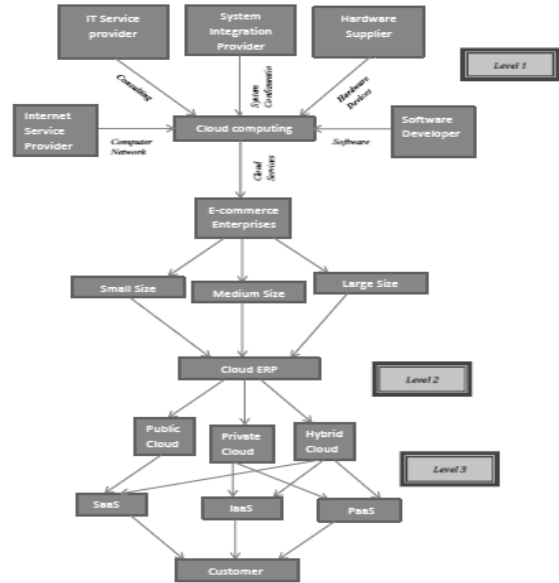 IT Service
provider
System
Integration
Provider
Hardware
Supplier
Level 1
Consulting
System
Hardware
Devices
Internet
Service
Provider
Cloud computing
Software
Developer
Computer
Network
Software
Cloud
Services
E-commerce
Enterprises
Small Size
Medium Size
Large Size
Cloud ERP
Level 2
Public
Cloud
Private
Cloud
Hybrid
Cloud
Level 3
SaaS
IaaS
PaaS
Customer